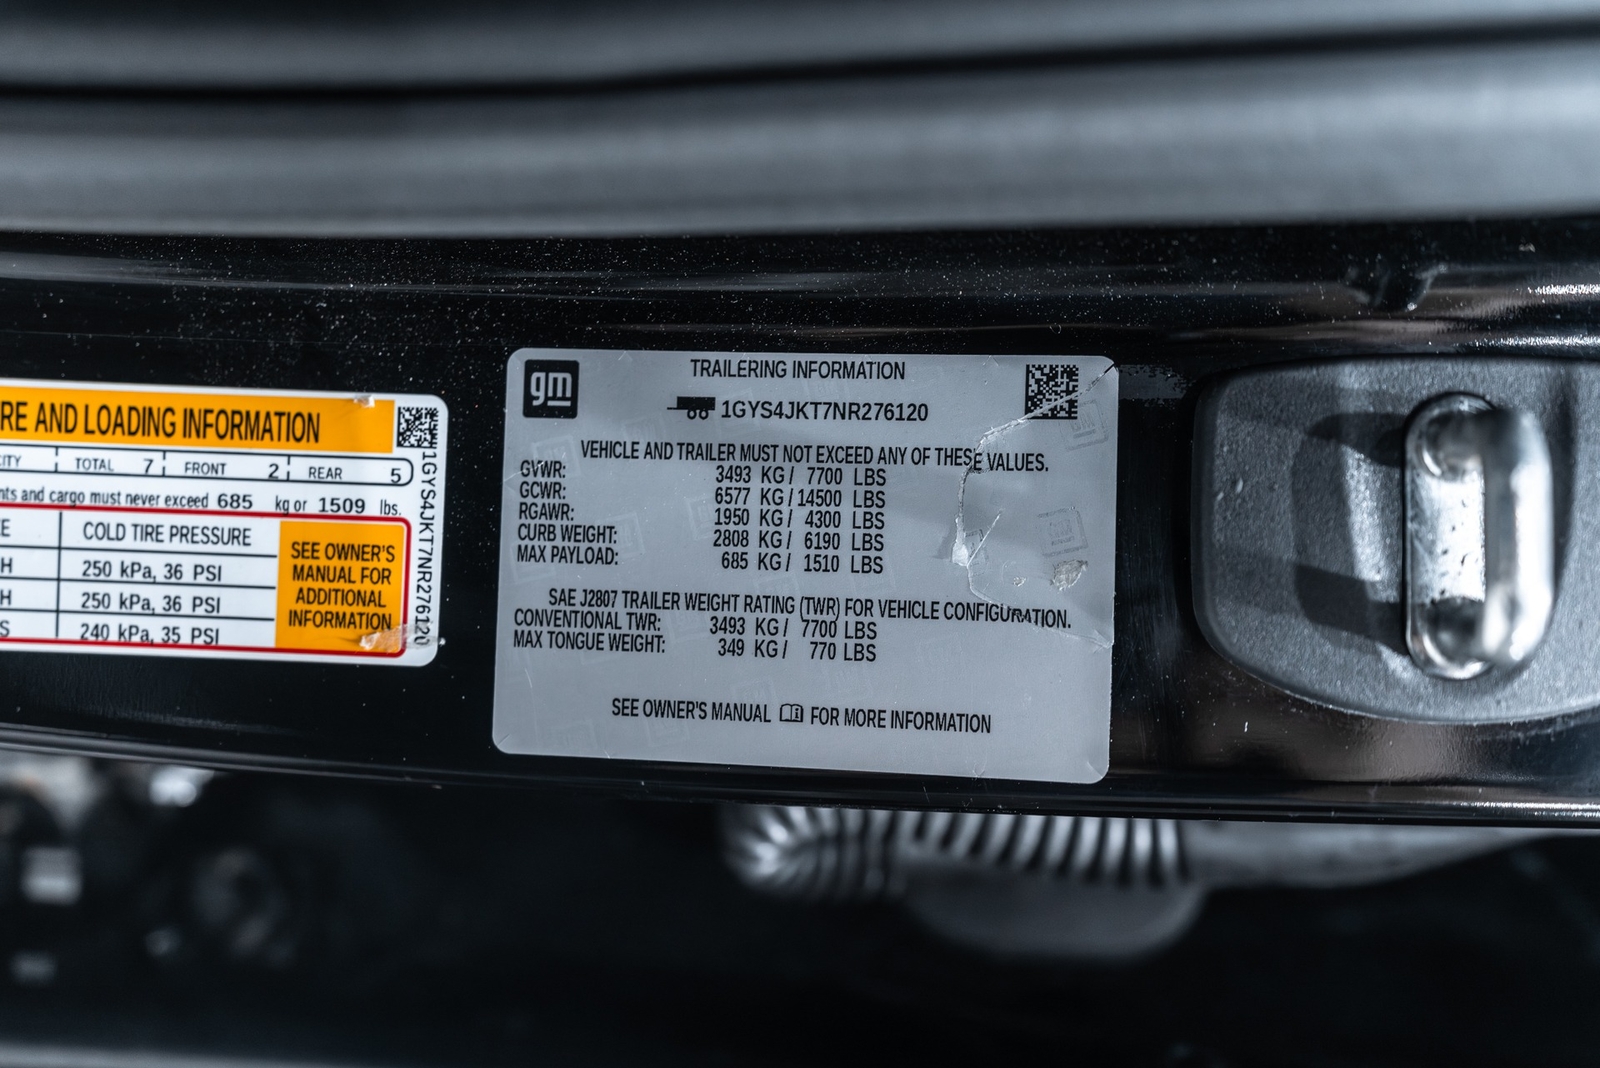 RE AND LOADING INFORMATION
CITY TOTAL 7 FRONT 2 REAR 5
nts and cargo must never exceed 685 kg or 1509 lbs.
E COLD TIRE PRESSURE
H 250 kPa, 36 PSI
H 250 kPa, 36 PSI
S 240 kPa, 35 PSI
SEE OWNER'S
MANUAL FOR
ADDITIONAL
INFORMATION
1GYS4JKT7NR276120
gm
TRAILERING INFORMATION
1GYS4JKT7NR276120
VEHICLE AND TRAILER MUST NOT EXCEED ANY OF THESE VALUES.
GVWR: 3493 KG / 7700 LBS
GCWR: 6577 KG / 14500 LBS
RGAWR: 1950 KG / 4300 LBS
CURB WEIGHT: 2808 KG / 6190 LBS
MAX PAYLOAD: 685 KG / 1510 LBS
SAE J2807 TRAILER WEIGHT RATING (TWR) FOR VEHICLE CONFIGURATION.
CONVENTIONAL TWR: 3493 KG / 7700 LBS
MAX TONGUE WEIGHT: 349 KG / 770 LBS
SEE OWNER'S MANUAL FOR MORE INFORMATION